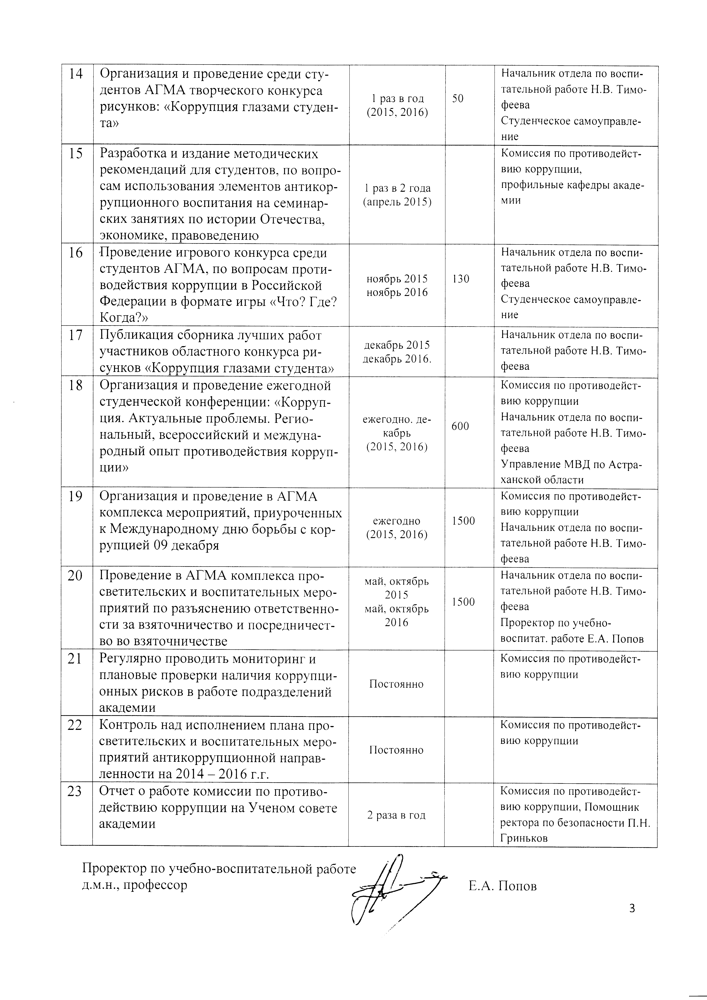 14
Организация и проведение среди сту-
дентов АГМА творческого конкурса
рисунков: «Коррупция глазами студен-
та»
1 раз в год
(2015, 2016)
50
Начальник отдела по воспи-
тательной работе Н.В. Тимо-
феева
Студенческое самоуправле-
ние
15
Разработка и издание методических
рекомендаций для студентов, по вопро-
сам использования элементов антикор-
рупционного воспитания на семинар-
ских занятиях по истории Отечества,
экономике, правоведению
1 раз в 2 года
(апрель 2015)
Комиссия по противодейст-
вию коррупции,
профильные кафедры акаде-
мии
16
Проведение игрового конкурса среди
студентов АГМА, по вопросам проти-
водействия коррупции в Российской
Федерации в формате игры «Что? Где?
Когда?»
ноябрь 2015
ноябрь 2016
130
Начальник отдела по воспи-
тательной работе Н.В. Тимо-
феева
Студенческое самоуправле-
ние
17
Публикация сборника лучших работ
участников областного конкурса ри-
сунков «Коррупция глазами студента»
декабрь 2015
декабрь 2016.
Начальник отдела по воспи-
тательной работе Н.В. Тимо-
феева
18
Организация и проведение ежегодной
студенческой конференции: «Корруп-
ция. Актуальные проблемы. Регио-
нальный, всероссийский и междуна-
родный опыт противодействия корруп-
ции»
ежегодно. де-
кабрь
(2015, 2016)
600
Комиссия по противодейст-
вию коррупции
Начальник отдела по воспи-
тательной работе Н.В. Тимо-
феева
Управление МВД по Астра-
ханской области
19
Организация и проведение в АГМА
комплекса мероприятий, приуроченных
к Международному дню борьбы с кор-
рупцией 09 декабря
ежегодно
(2015, 2016)
1500
Комиссия по противодейст-
вию коррупции
Начальник отдела по воспи-
тательной работе Н.В. Тимо-
феева
20
Проведение в АГМА комплекса про-
светительских и воспитательных меро-
приятий по разъяснению ответственно-
сти за взяточничество и посредничест-
во во взяточничестве
май, октябрь
2015
май, октябрь
2016
1500
Начальник отдела по воспи-
тательной работе Н.В. Тимо-
феева
Проректор по учебно-
воспитат. работе Е.А. Попов
21
Регулярно проводить мониторинг и
плановые проверки наличия коррупци-
онных рисков в работе подразделений
академии
Постоянно
Комиссия по противодейст-
вию коррупции
22
Контроль над исполнением плана про-
светительских и воспитательных меро-
приятий антикоррупционной направ-
ленности на 2014 – 2016 г.г.
Постоянно
Комиссия по противодейст-
вию коррупции
23
Отчет о работе комиссии по противо-
действию коррупции на Ученом совете
академии
2 раза в год
Комиссия по противодейст-
вию коррупции, Помощник
ректора по безопасности П.Н.
Гриньков
Проректор по учебно-воспитательной работе
д.м.н., профессор
Е.А. Попов
3